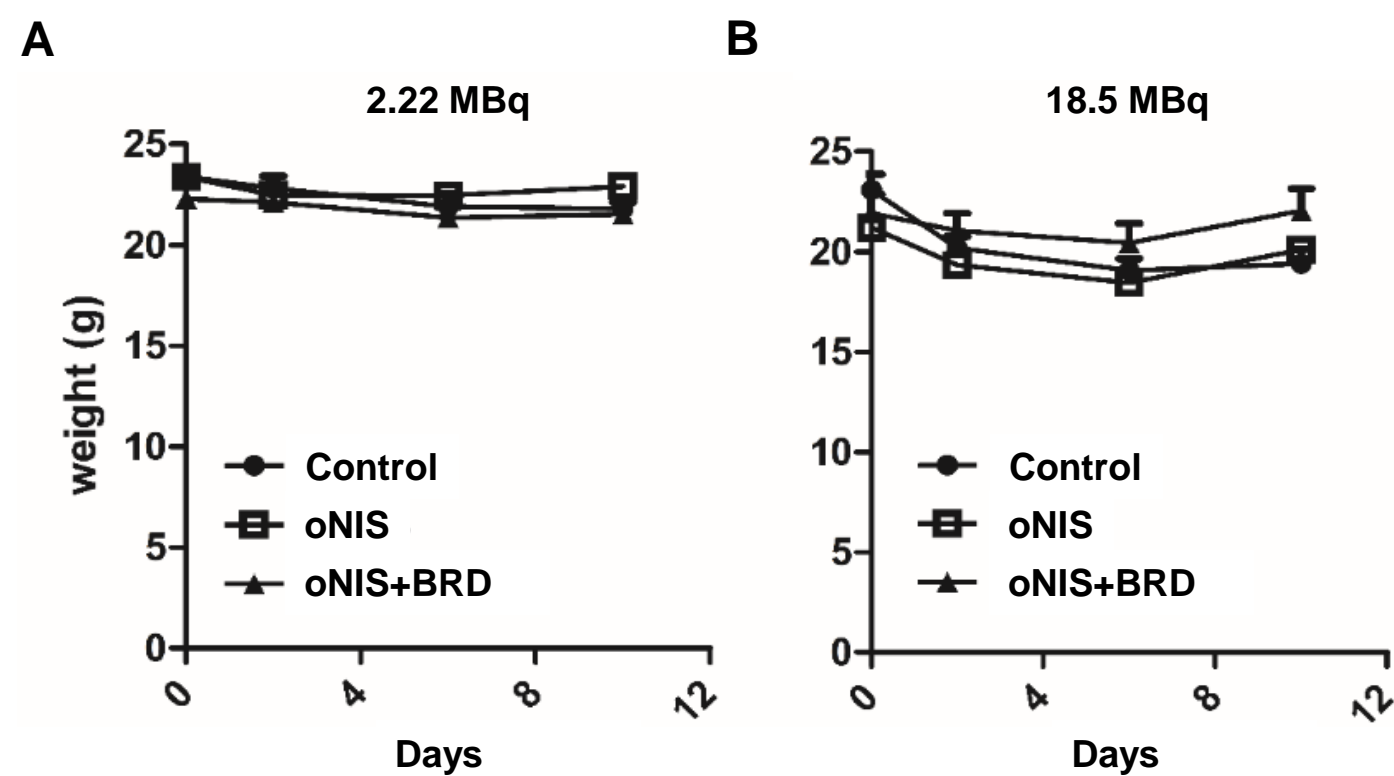 A
2.22 MBq
weight (g)
25
20
15
10
5
0
Control
oNIS
oNIS+BRD
0 4 8 12
Days
B
18.5 MBq
25
20
15
10
5
0
Control
oNIS
oNIS+BRD
0 4 8 12
Days